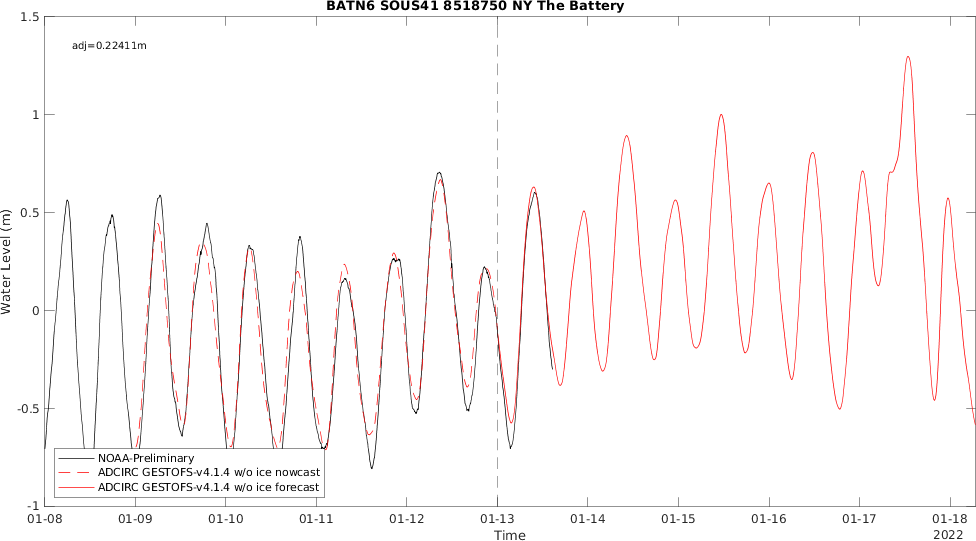 BATN6 SOUS41 8518750 NY The Battery
1.5
adj=0.22411m
1
0.5
0
-0.5
-1
Water Level (m)
NOAA-Preliminary
ADCIRC GESTOFS-v4.1.4 w/o ice nowcast
ADCIRC GESTOFS-v4.1.4 w/o ice forecast
01-08 01-09 01-10 01-11 01-12 01-13 01-14 01-15 01-16 01-17 01-18
Time
2022